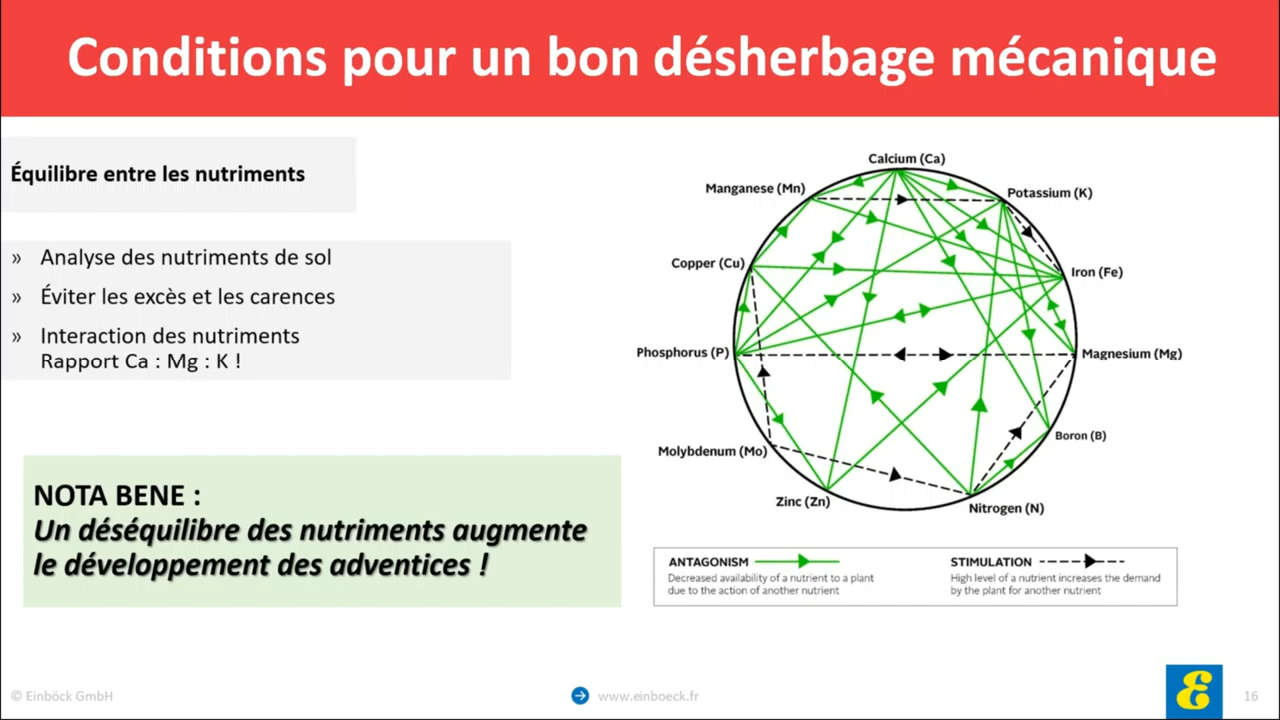 Conditions pour un bon désherbage mécanique
Équilibre entre les nutriments
» Analyse des nutriments de sol
» Éviter les excès et les carences
» Interaction des nutriments
Rapport Ca : Mg : K !
NOTA BENE :
Un déséquilibre des nutriments augmente
le développement des adventices !
Calcium (Ca)
Manganese (Mn)
Potassium (K)
Copper (Cu)
Iron (Fe)
Phosphorus (P)
Magnesium (Mg)
Boron (B)
Molybdenum (Mo)
Zinc (Zn)
Nitrogen (N)
ANTAGONISM
Decreased availability of a nutrient to a plant
due to the action of another nutrient
STIMULATION
High level of a nutrient increases the demand
by the plant for another nutrient
© Einböck GmbH
www.einboeck.fr
E
16